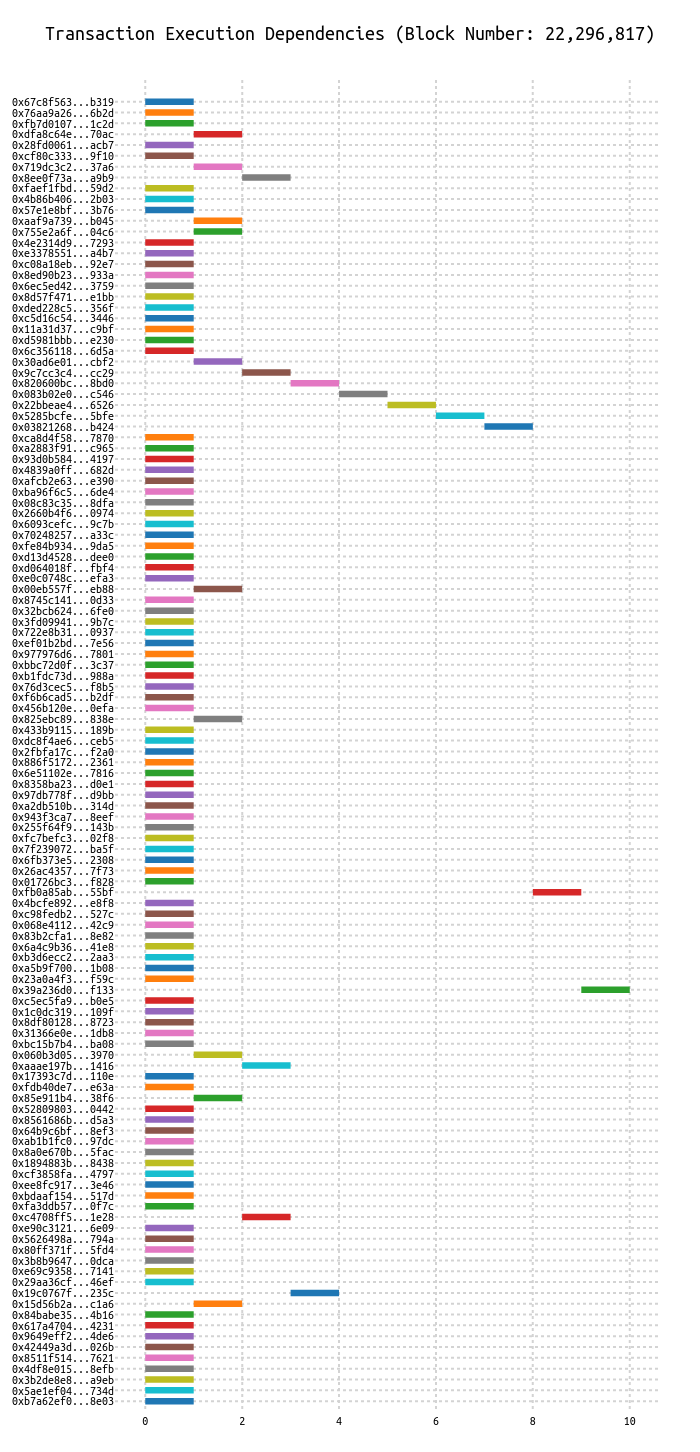 Transaction Execution Dependencies (Block Number: 22,296,817)
0x67c8f563...b319
0x76aa9a26...6b2d
0xfb7d0107...1c2d
0xdfa8c64e...70ac
0x28fd0061...acb7
0xcf80c333...9f10
0x719dc3c2...37a6
0x8ee0f73a...a9b9
0xfaef1fbd...59d2
0x4b86b406...2b03
0x57e1e8bf...3b76
0xaaf9a739...b045
0x755e2a6f...04c6
0x4e2314d9...7293
0xe3378551...a4b7
0xc08a18eb...92e7
0x8ed90b23...933a
0x6ec5ed42...3759
0x8d57f471...e1bb
0xded228c5...356f
0xc5d16c54...3446
0x11a31d37...c9bf
0xd5981bbb...e230
0x6c356118...6d5a
0x30ad6e01...cbf2
0x9c7cc3c4...cc29
0x820600bc...8bd0
0x083b02e0...c546
0x22bbeae4...6526
0x5285bcfe...5bfe
0x03821268...b424
0xca8d4f58...7870
0xa2883f91...c965
0x93d0b584...4197
0x4839a0ff...682d
0xafcb2e63...e390
0xba96f6c5...6de4
0x08c83c35...8dfa
0x2660b4f6...0974
0x6093cefc...9c7b
0x70248257...a33c
0xfe84b934...9da5
0xd13d4528...dee0
0xd064018f...fbf4
0xe0c0748c...efa3
0x00eb557f...eb88
0x8745c141...0d33
0x32bcb624...6fe0
0x3fd09941...9b7c
0x722e8b31...0937
0xef01b2bd...7e56
0x977976d6...7801
0xbbc72d0f...3c37
0xb1fdc73d...988a
0x76d3cec5...f8b5
0xf6b6cad5...b2df
0x456b120e...0efa
0x825ebc89...838e
0x433b9115...189b
0xdc8f4ae6...ceb5
0x2fbfa17c...f2a0
0x886f5172...2361
0x6e51102e...7816
0x8358ba23...d0e1
0x97db778f...d9bb
0xa2db510b...314d
0x943f3ca7...8eef
0x255f64f9...143b
0xfc7befc3...02f8
0x7f239072...ba5f
0x6fb373e5...2308
0x26ac4357...7f73
0x01726bc3...f828
0xfb0a85ab...55bf
0x4bcfe892...e8f8
0xc98fedb2...527c
0x068e4112...42c9
0x83b2cfa1...8e82
0x6a4c9b36...41e8
0xb3d6ecc2...2aa3
0xa5b9f700...1b08
0x23a0a4f3...f59c
0x39a236d0...f133
0xc5ec5fa9...b0e5
0x1c0dc319...109f
0x8df80128...8723
0x31366e0e...1db8
0xbc15b7b4...ba08
0x060b3d05...3970
0xaaae197b...1416
0x17393c7d...110e
0xfdb40de7...e63a
0x85e911b4...38f6
0x52809803...0442
0x8561686b...d5a3
0x64b9c6bf...8ef3
0xab1b1fc0...97dc
0x8a0e670b...5fac
0x1894883b...8438
0xcf3858fa...4797
0xee8fc917...3e46
0xbdaaf154...517d
0xfa3ddb57...0f7c
0xc4708ff5...1e28
0xe90c3121...6e09
0x5626498a...794a
0x80ff371f...5fd4
0x3b8b9647...0dca
0xe69c9358...7141
0x29aa36cf...46ef
0x19c0767f...235c
0x15d56b2a...c1a6
0x84babe35...4b16
0x617a4704...4231
0x9649eff2...4de6
0x42449a3d...026b
0x8511f514...7621
0x4df8e015...8efb
0x3b2de8e8...a9eb
0x5ae1ef04...734d
0xb7a62ef0...8e03
0 2 4 6 8 10